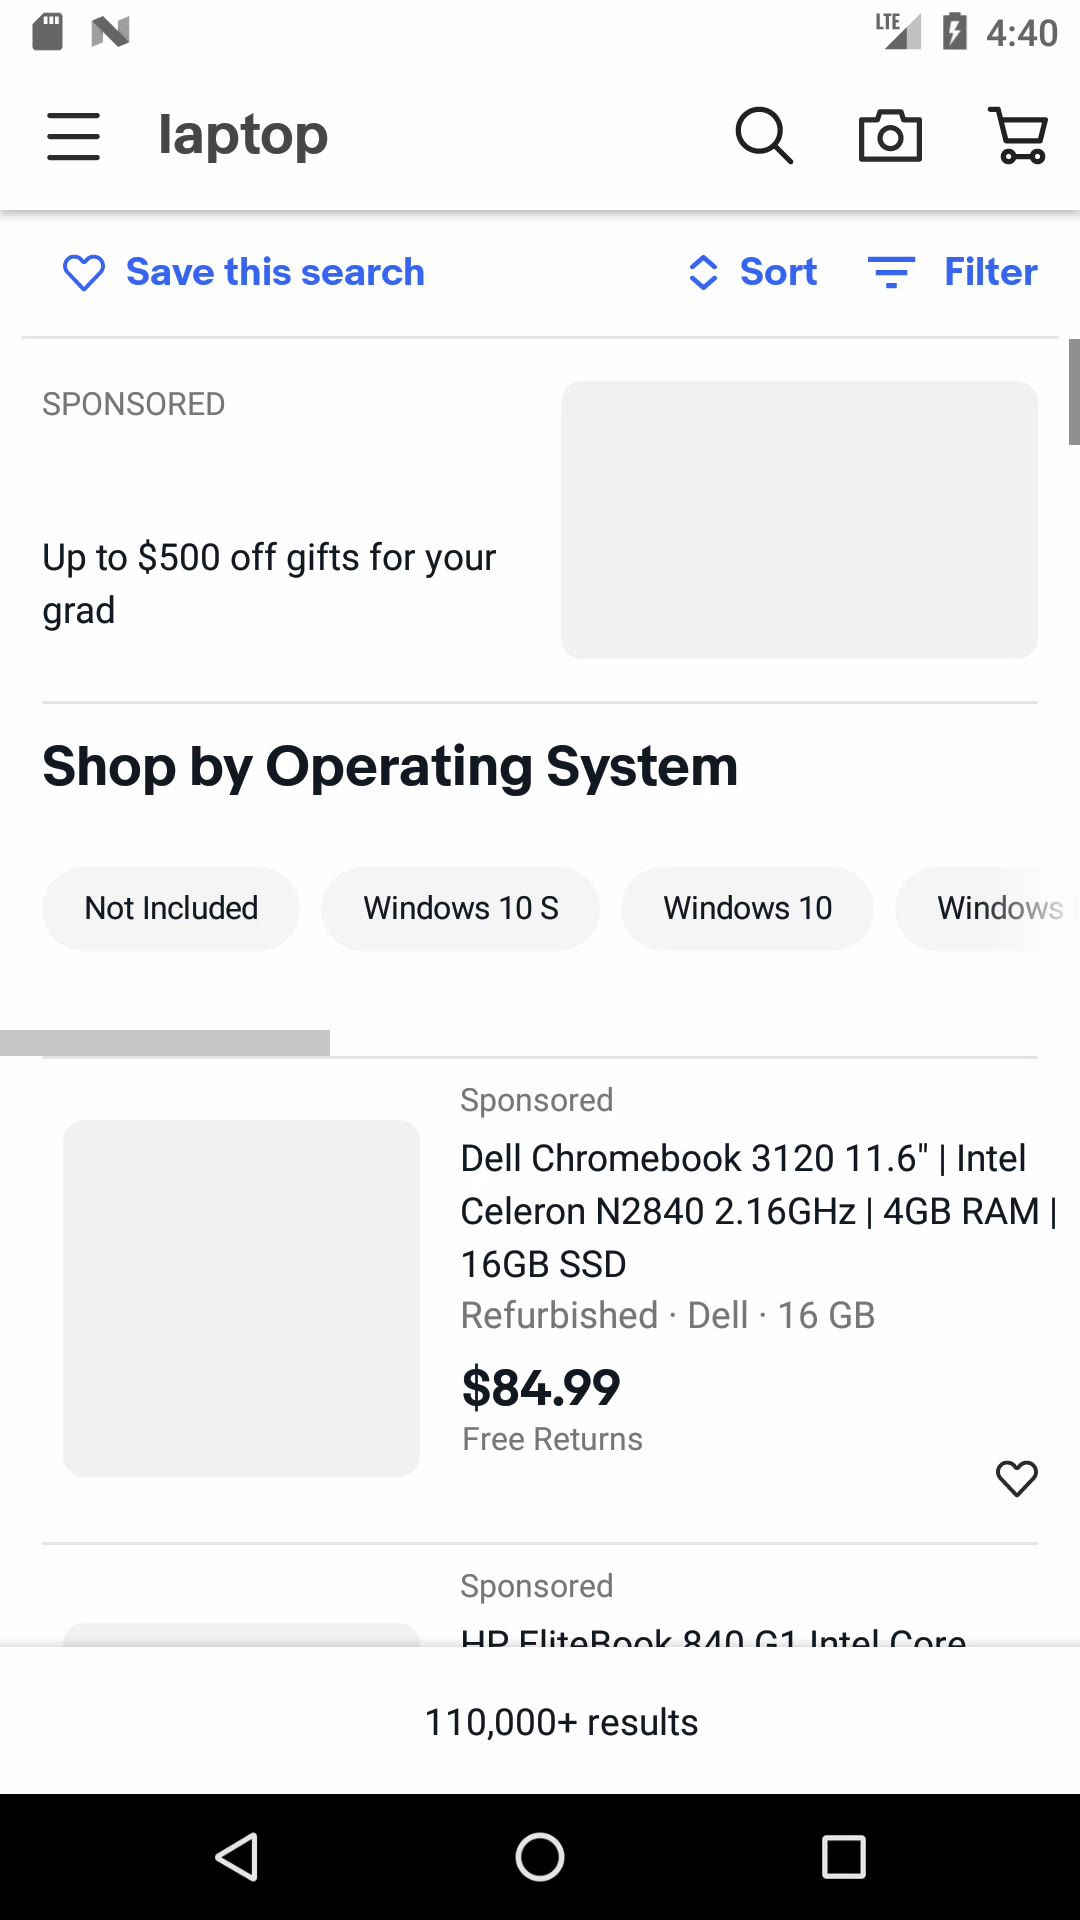 LTE 4:40
laptop
Save this search Sort Filter
SPONSORED
Up to $500 off gifts for your
grad
Shop by Operating System
Not Included Windows 10 S Windows 10 Windows
Sponsored
Dell Chromebook 3120 11.6" | Intel
Celeron N2840 2.16GHz | 4GB RAM |
16GB SSD
Refurbished · Dell · 16 GB
$84.99
Free Returns
Sponsored
HP EliteBook 840 G1 Intel Core
110,000+ results